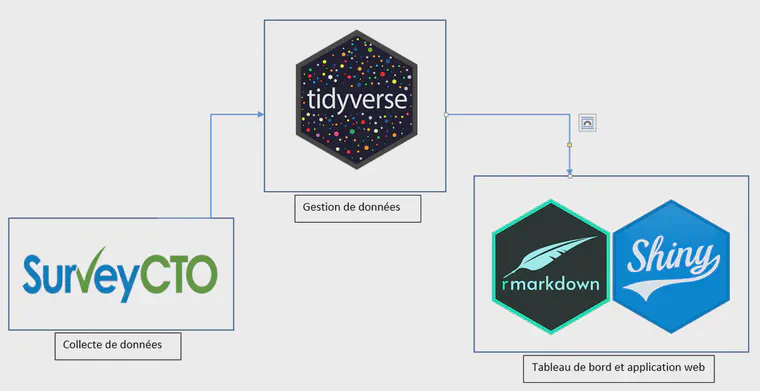 tidyverse
Gestion de données
SurveyCTO
Collecte de données
rmarkdown
Shiny
Tableau de bord et application web